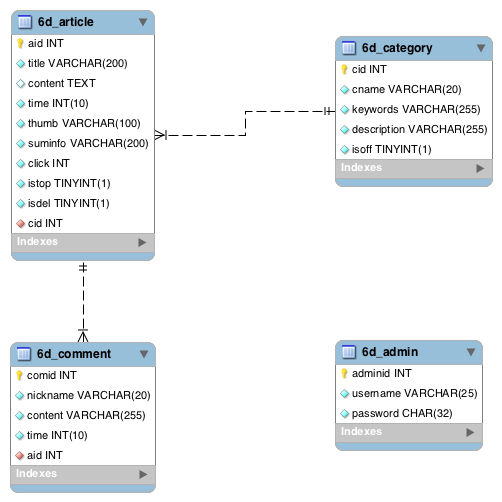 6d_article
aid INT
title VARCHAR(200)
content TEXT
time INT(10)
thumb VARCHAR(100)
suminfo VARCHAR(200)
click INT
istop TINYINT(1)
isdel TINYINT(1)
cid INT
Indexes
6d_category
cid INT
cname VARCHAR(20)
keywords VARCHAR(255)
description VARCHAR(255)
isoff TINYINT(1)
Indexes
6d_comment
comid INT
nickname VARCHAR(20)
content VARCHAR(255)
time INT(10)
aid INT
Indexes
6d_admin
adminid INT
username VARCHAR(25)
password CHAR(32)
Indexes